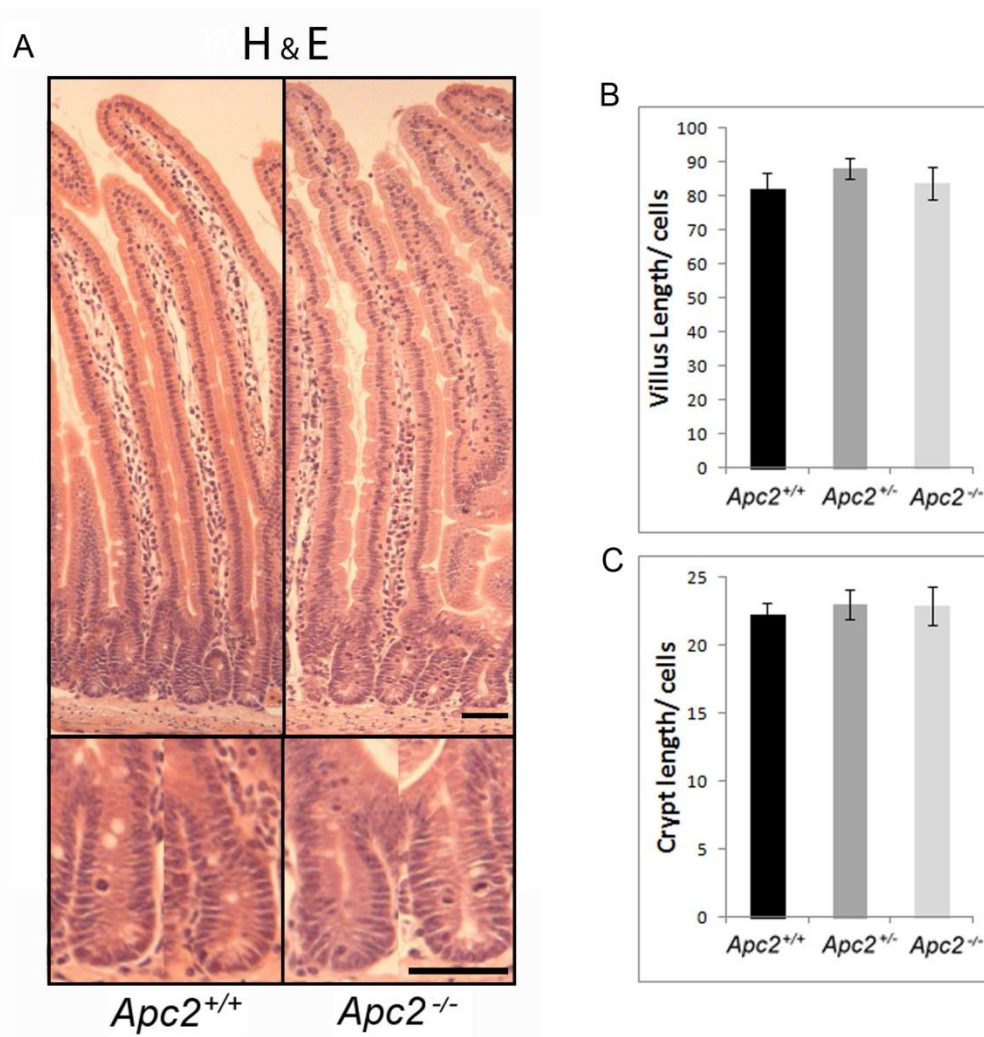 A
H & E
Apc2+/+
Apc2 -/-
B
Villus Length/ cells
100
90
80
70
60
50
40
30
20
10
0
Apc2+/+
Apc2+/-
Apc2 -/-
C
Crypt length/ cells
25
20
15
10
5
0
Apc2+/+
Apc2+/-
Apc2 -/-